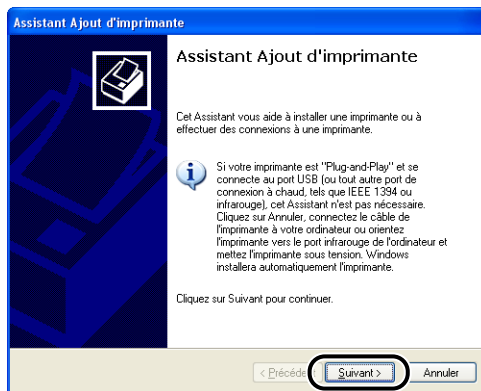 Assistant Ajout d'imprimante
Assistant Ajout d'imprimante
Cet Assistant vous aide à installer une imprimante ou à
effectuer des connexions à une imprimante.
Si votre imprimante est "Plug-and-Play" et se
connecte au port USB (ou tout autre port de
connexion à chaud, tels que IEEE 1394 ou
infrarouge), cet Assistant n'est pas nécessaire.
Cliquez sur Annuler, connectez le câble de
l'imprimante à votre ordinateur ou orientez
l'imprimante vers le port infrarouge de l'ordinateur et
mettez l'imprimante sous tension. Windows
installera automatiquement l'imprimante.
Cliquez sur Suivant pour continuer.
< Précéde Suivant > Annuler